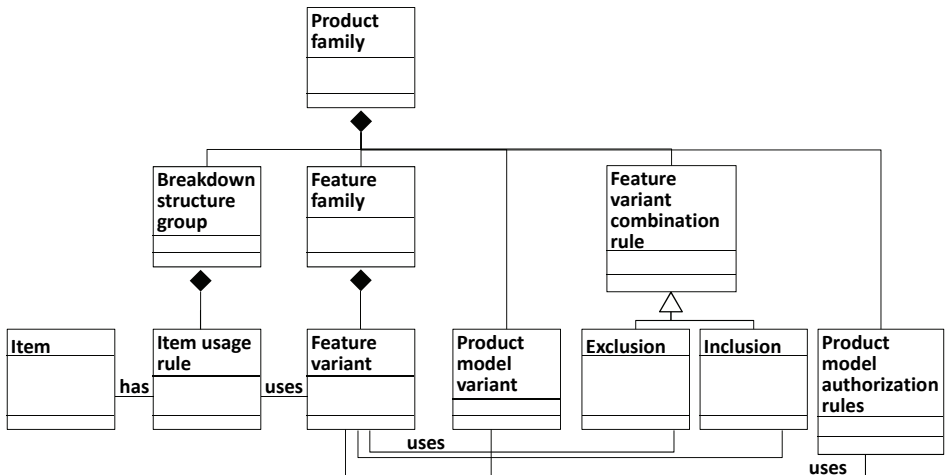 Product
family
Breakdown
structure
group
Feature
family
Feature
variant
combination
rule
Item
Item usage
rule
Feature
variant
Product
model
variant
Exclusion
Inclusion
Product
model
authorization
rules
has
uses
uses
uses